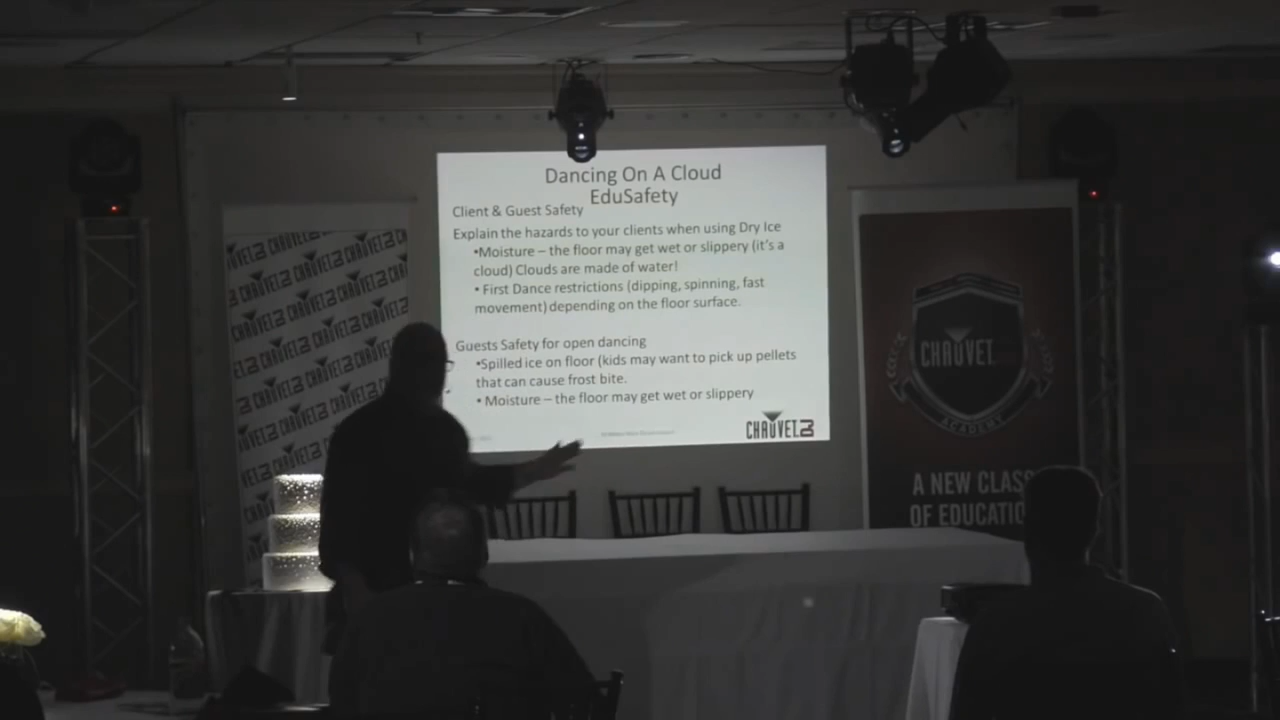 Dancing On A Cloud
EduSafety
Client & Guest Safety
Explain the hazards to your clients when using Dry Ice
•Moisture – the floor may get wet or slippery (it's a
cloud) Clouds are made of water!
• First Dance restrictions (dipping, spinning, fast
movement) depending on the floor surface.
Guests Safety for open dancing
•Spilled ice on floor (kids may want to pick up pellets
that can cause frost bite.
• Moisture – the floor may get wet or slippery
CHAUVET DJ
CHAUVET
ACADEMY
A NEW CLASS
OF EDUCATIO